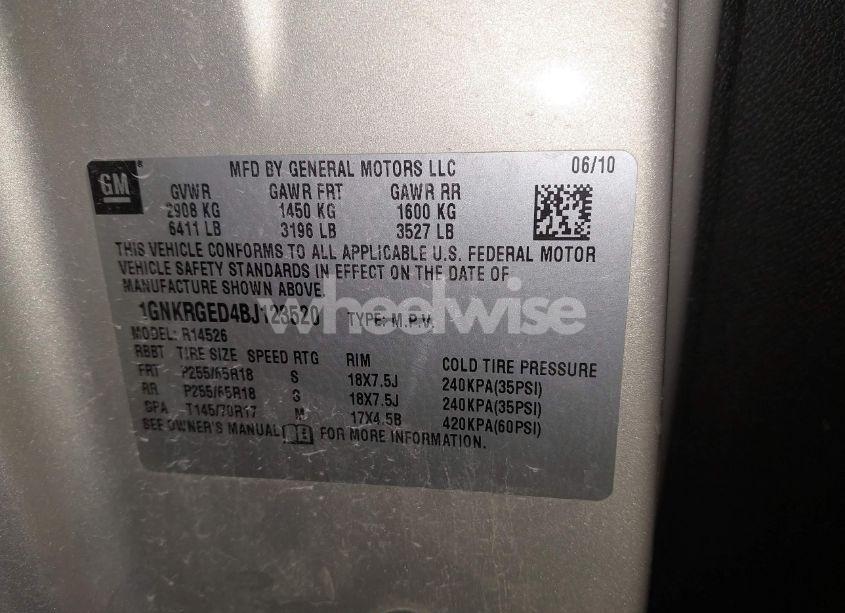 GM ®
MFD BY GENERAL MOTORS LLC 06/10
GVWR GAWR FRT GAWR RR
2908 KG 1450 KG 1600 KG
6411 LB 3196 LB 3527 LB
THIS VEHICLE CONFORMS TO ALL APPLICABLE U.S. FEDERAL MOTOR
VEHICLE SAFETY STANDARDS IN EFFECT ON THE DATE OF
MANUFACTURE SHOWN ABOVE.
wheelwise
1GNKRGED4BJ123520 TYPE: M.P.V.
MODEL: R14526
RBBT TIRE SIZE SPEED RTG RIM COLD TIRE PRESSURE
FRT P255/65R18 S 18X7.5J 240KPA(35PSI)
RR P255/65R18 S 18X7.5J 240KPA(35PSI)
SPA T145/70R17 M 17X4.5B 420KPA(60PSI)
SEE OWNER'S MANUAL FOR MORE INFORMATION.